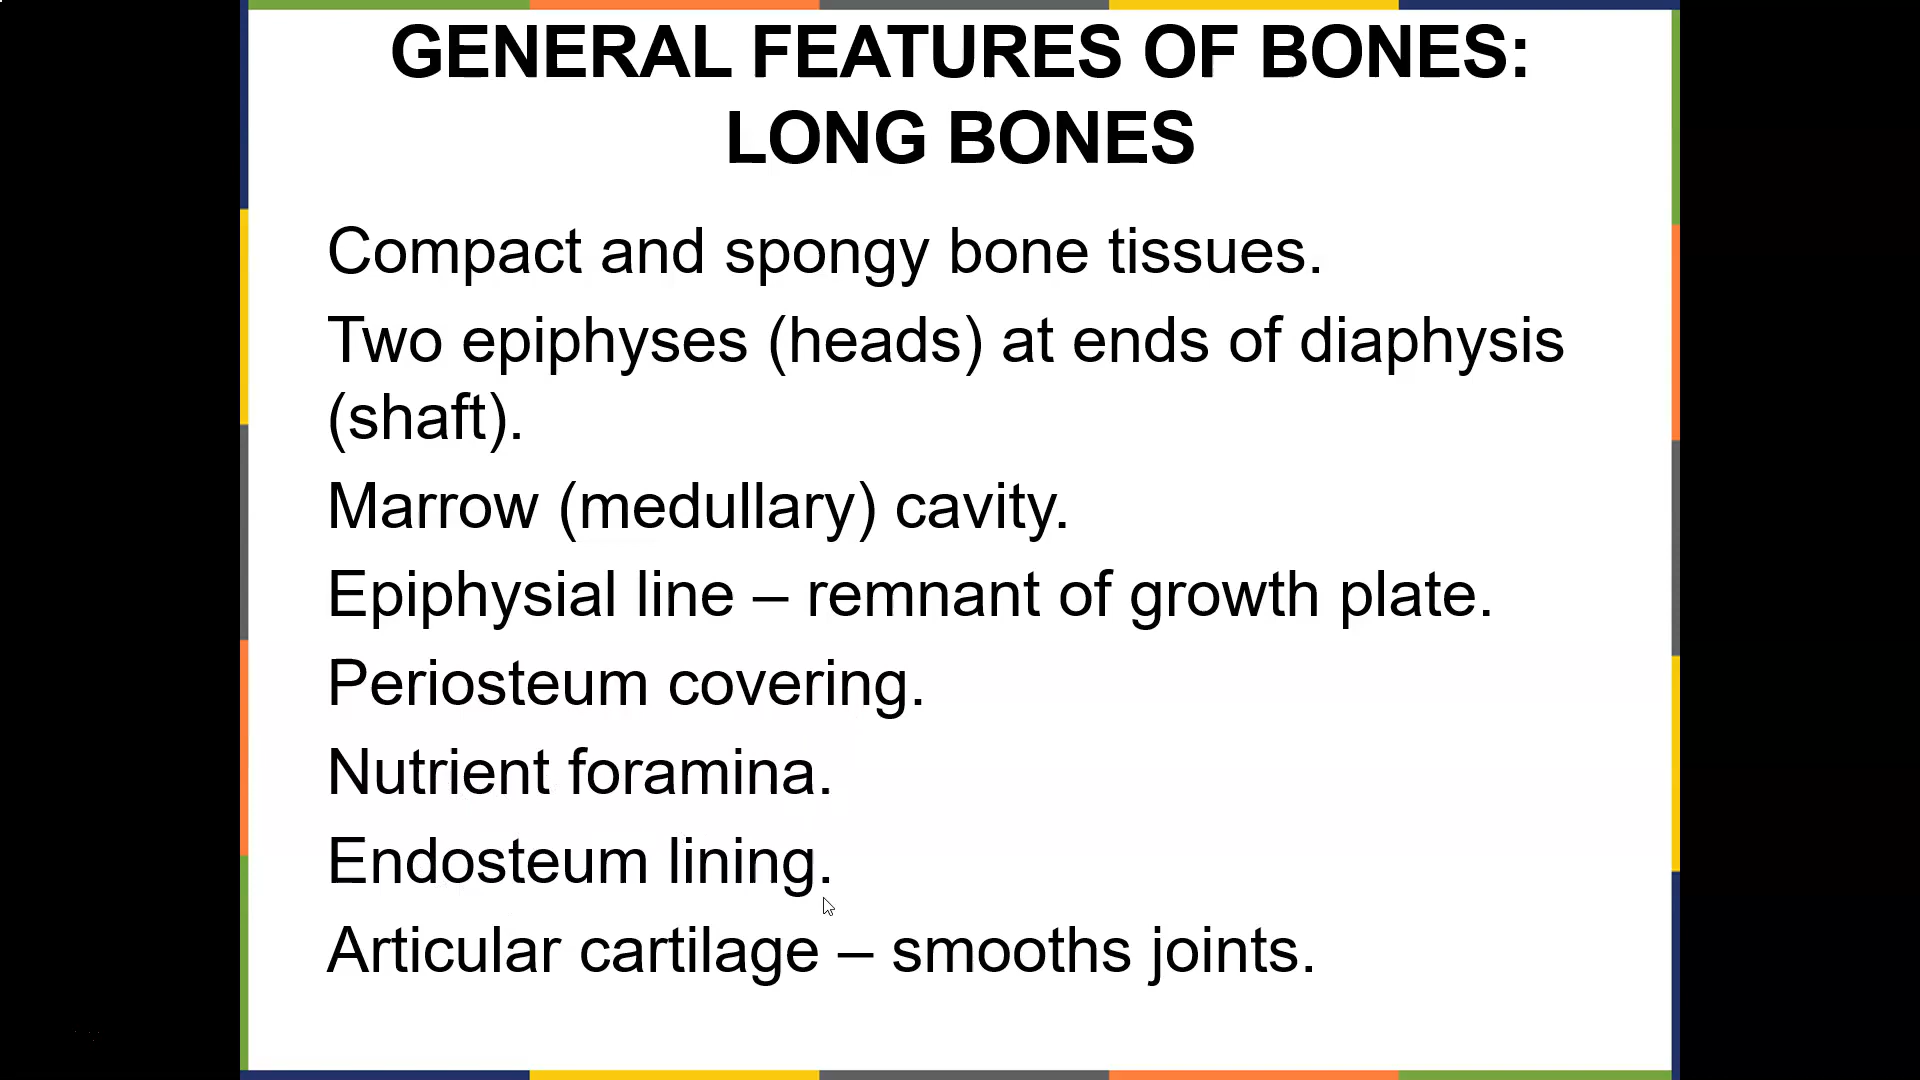 GENERAL FEATURES OF BONES:
LONG BONES
Compact and spongy bone tissues.
Two epiphyses (heads) at ends of diaphysis
(shaft).
Marrow (medullary) cavity.
Epiphysial line – remnant of growth plate.
Periosteum covering.
Nutrient foramina.
Endosteum lining.
Articular cartilage – smooths joints.